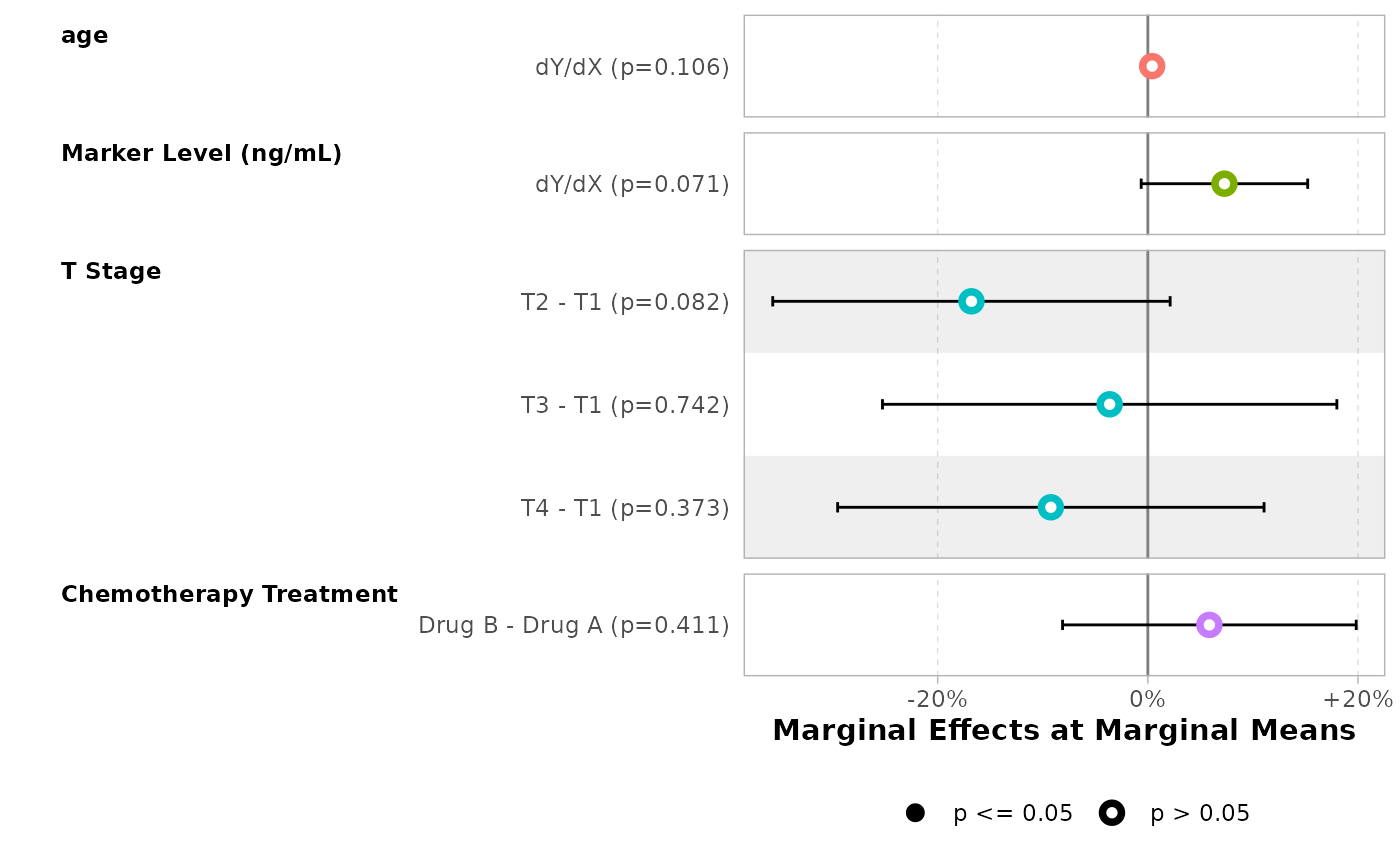 age
dY/dX (p=0.106)
Marker Level (ng/mL)
dY/dX (p=0.071)
T Stage
T2 - T1 (p=0.082)
T3 - T1 (p=0.742)
T4 - T1 (p=0.373)
Chemotherapy Treatment
Drug B - Drug A (p=0.411)
-20% 0% +20%
Marginal Effects at Marginal Means
p <= 0.05 p > 0.05